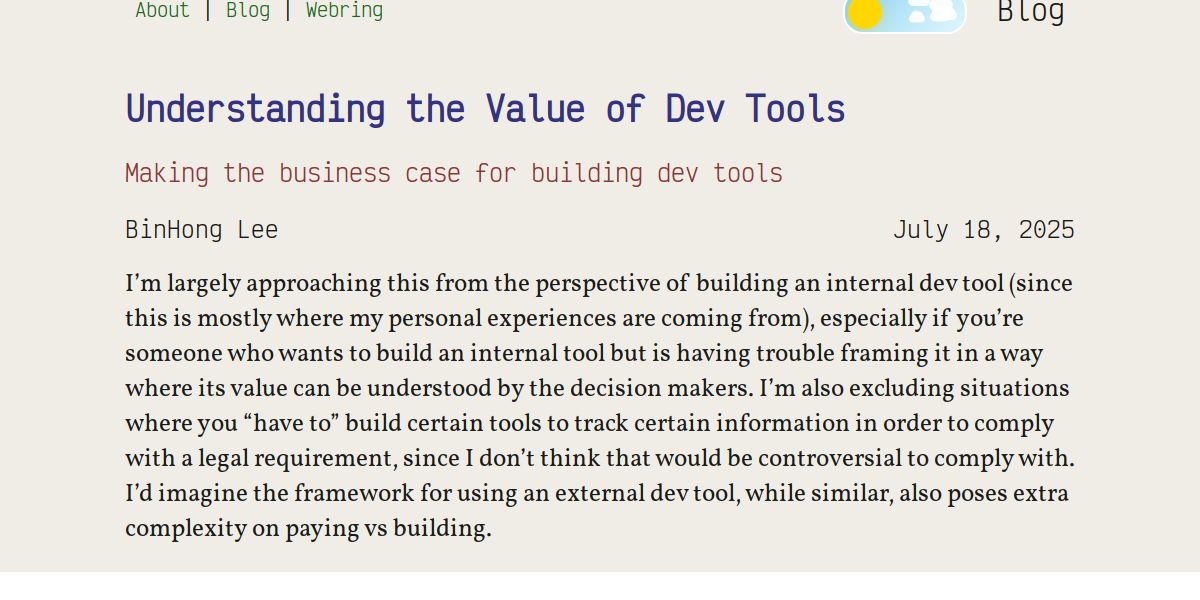 About | Blog | Webring
Blog
Understanding the Value of Dev Tools
Making the business case for building dev tools
BinHong Lee July 18, 2025
I’m largely approaching this from the perspective of building an internal dev tool (since
this is mostly where my personal experiences are coming from), especially if you’re
someone who wants to build an internal tool but is having trouble framing it in a way
where its value can be understood by the decision makers. I’m also excluding situations
where you “have to” build certain tools to track certain information in order to comply
with a legal requirement, since I don’t think that would be controversial to comply with.
I’d imagine the framework for using an external dev tool, while similar, also poses extra
complexity on paying vs building.